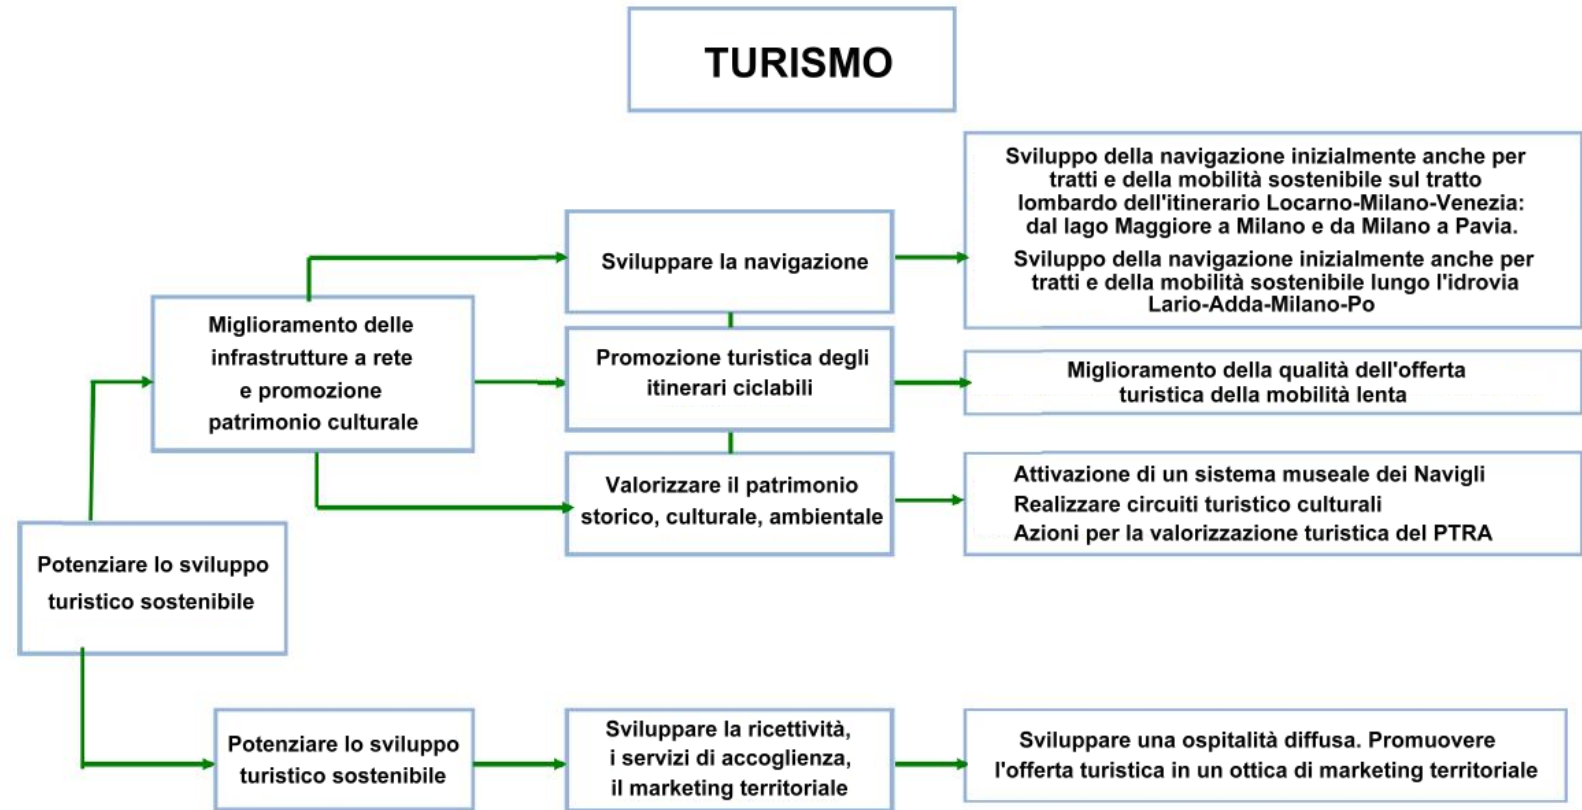 TURISMO
Sviluppo della navigazione inizialmente anche per
tratti e della mobilità sostenibile sul tratto
lombardo dell'itinerario Locarno-Milano-Venezia:
dal lago Maggiore a Milano e da Milano a Pavia.
Sviluppo della navigazione inizialmente anche per
tratti e della mobilità sostenibile lungo l'idrovia
Lario-Adda-Milano-Po
Sviluppare la navigazione
Miglioramento delle
infrastrutture a rete
e promozione
patrimonio culturale
Promozione turistica degli
itinerari ciclabili
Miglioramento della qualità dell'offerta
turistica della mobilità lenta
Valorizzare il patrimonio
storico, culturale, ambientale
Attivazione di un sistema museale dei Navigli
Realizzare circuiti turistico culturali
Azioni per la valorizzazione turistica del PTRA
Potenziare lo sviluppo
turistico sostenibile
Potenziare lo sviluppo
turistico sostenibile
Sviluppare la ricettività,
i servizi di accoglienza,
il marketing territoriale
Sviluppare una ospitalità diffusa. Promuovere
l'offerta turistica in un ottica di marketing territoriale